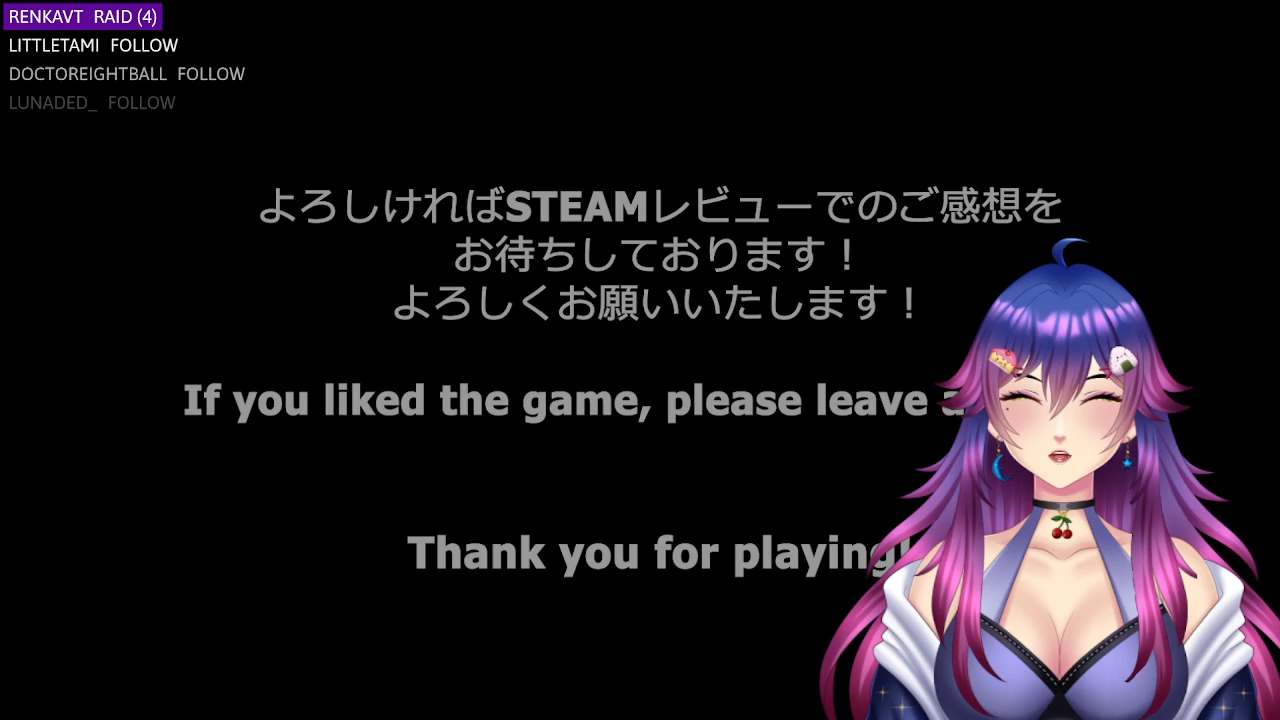 RENKAVT RAID (4)
LITTLETAMI FOLLOW
DOCTOREIGHTBALL FOLLOW
LUNADED_ FOLLOW
よろしければSTEAMレビューでのご感想を
お待ちしております！
よろしくお願いいたします！
If you liked the game, please leave a
Thank you for playing!